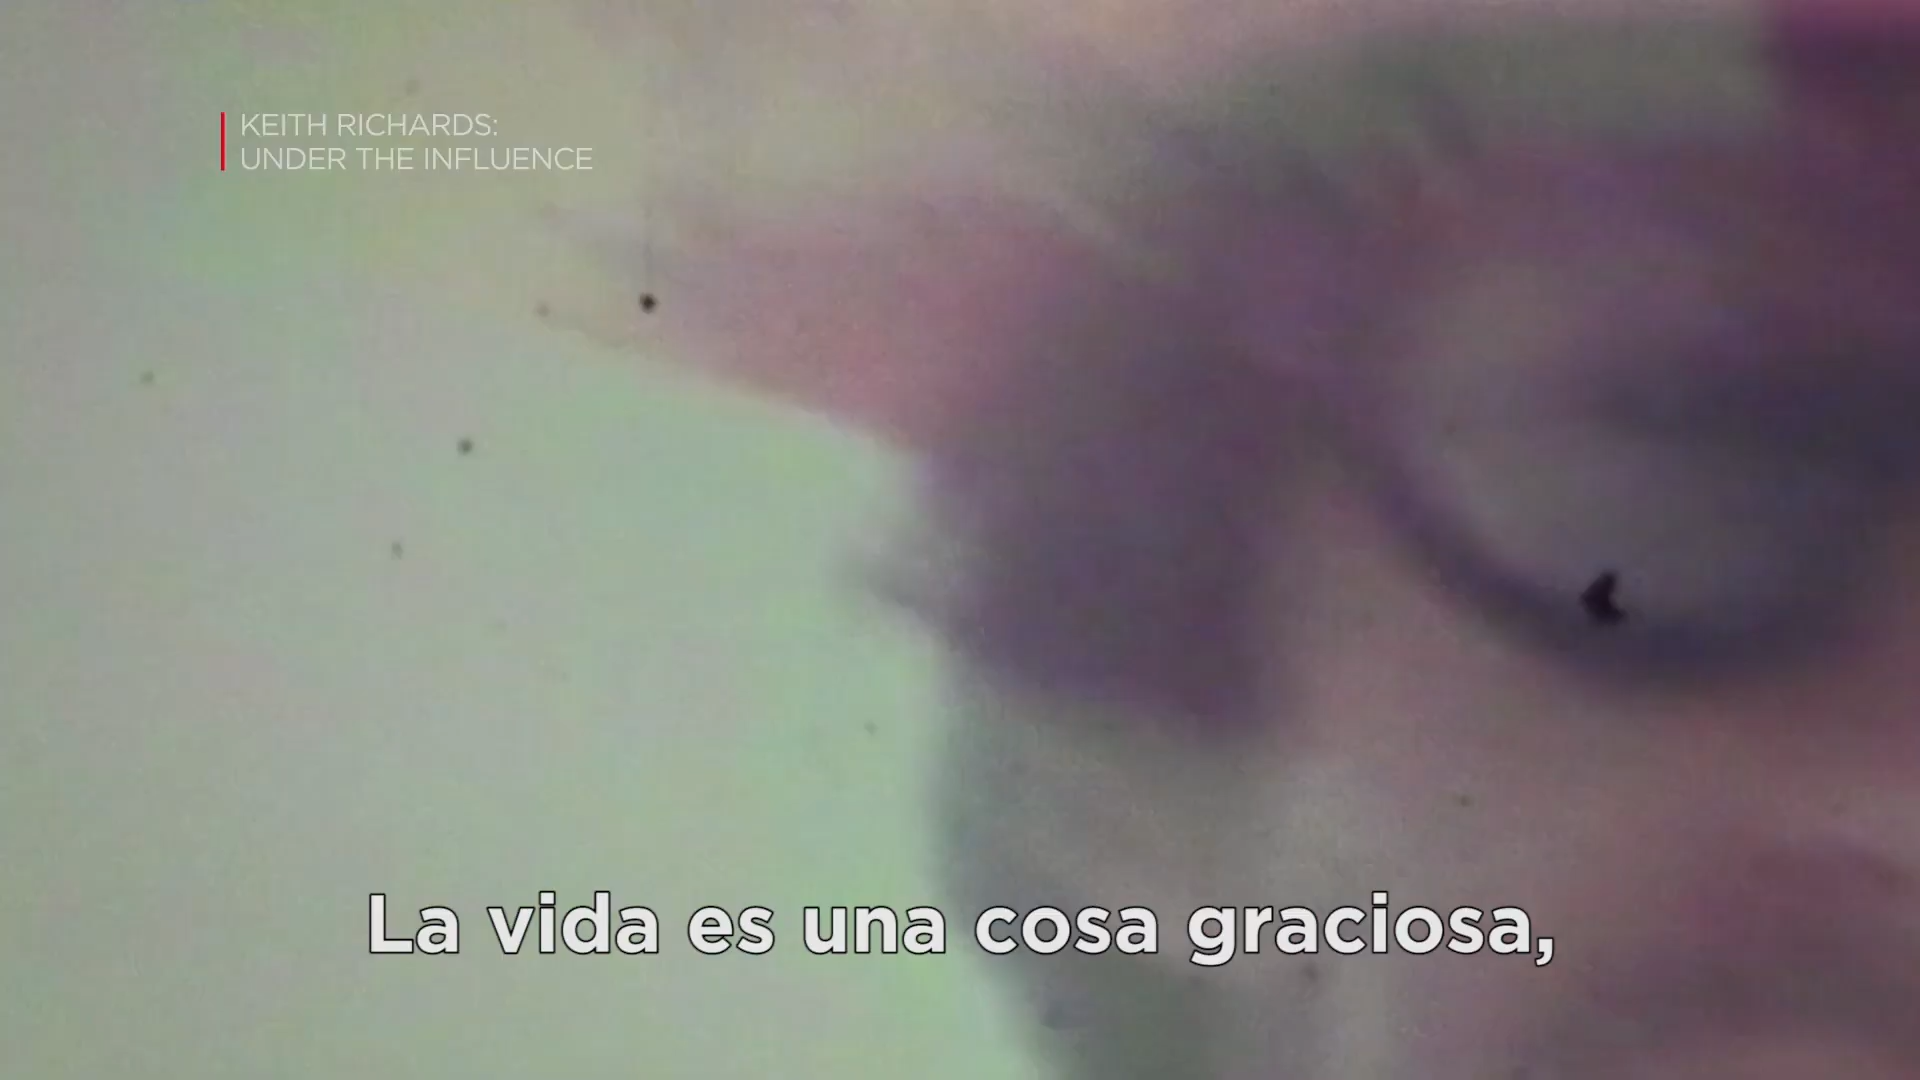 KEITH RICHARDS:
UNDER THE INFLUENCE
La vida es una cosa graciosa,